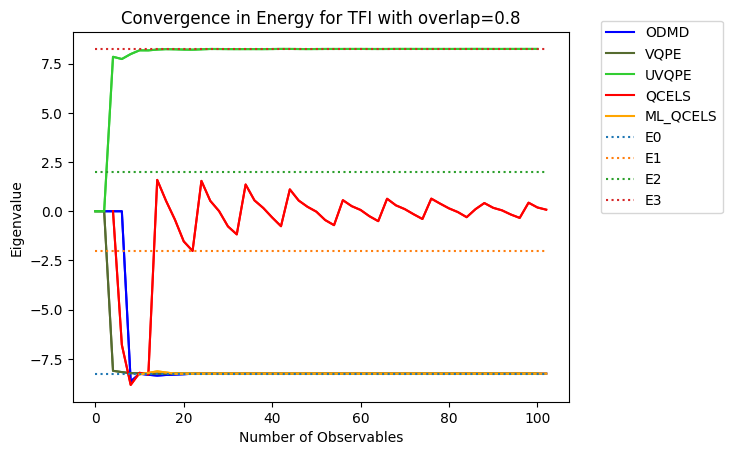 Convergence in Energy for TFI with overlap=0.8
ODMD
VQPE
UVQPE
QCELS
ML_QCELS
E0
E1
E2
E3
Eigenvalue
7.5
5.0
2.5
0.0
−2.5
−5.0
−7.5
0
20
40
60
80
100
Number of Observables